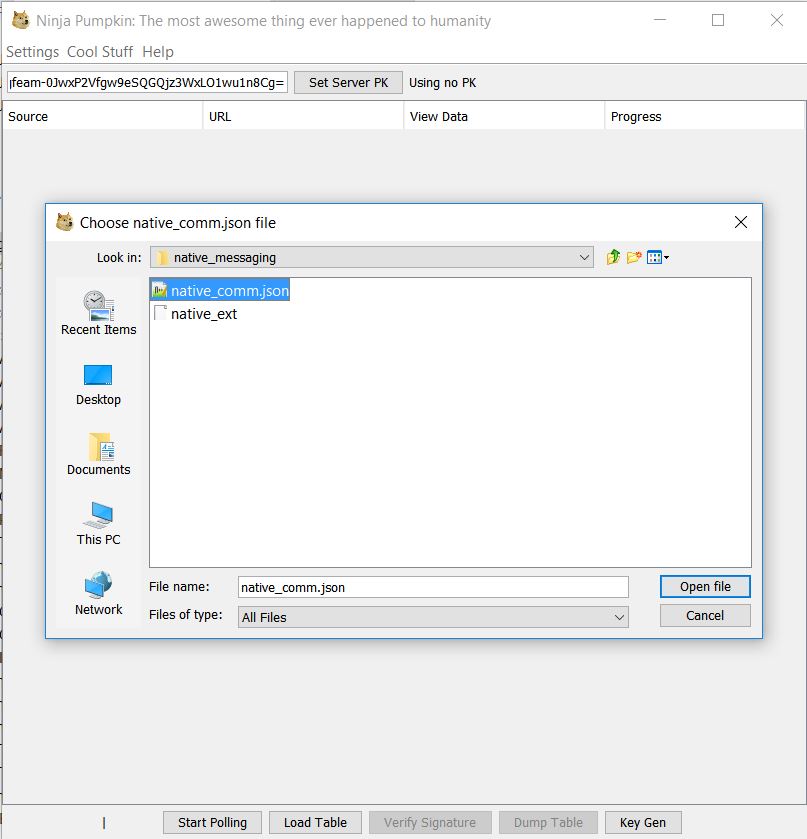 Ninja Pumpkin: The most awesome thing ever happened to humanity
Settings Cool Stuff Help
Set Server PK Using no PK
Source URL View Data Progress
Choose native_comm.json file
Look in: native_messaging
native_comm.json
native_ext
Recent Items
Desktop
Documents
This PC
Network
File name: native_comm.json Open file
Files of type: All Files Cancel
Start Polling Load Table Verify Signature Dump Table Key Gen